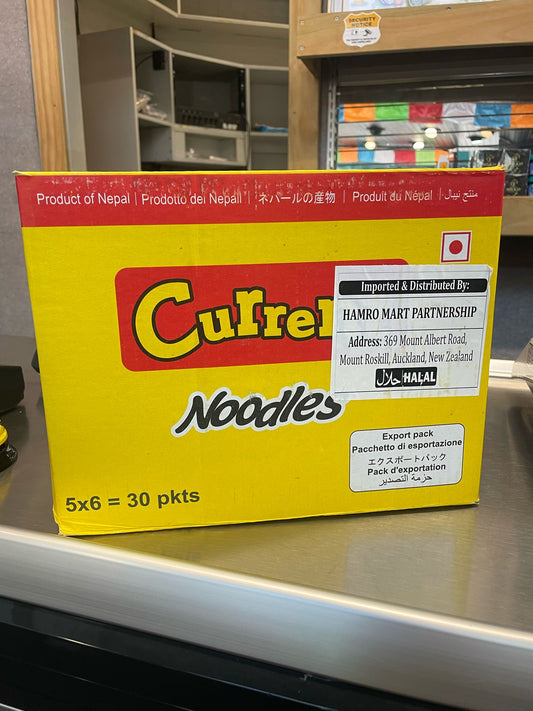 SECURITY
NOTICE
Product of Nepal | Prodotto del Nepal | ネパールの産物 | Produit du Népal | منتج نيبال
Imported & Distributed By:
HAMRO MART PARTNERSHIP
Address: 369 Mount Albert Road,
Mount Roskill, Auckland, New Zealand
حلال HALAL
Curre
Noodles
Export pack
Pacchetto di esportazione
エクスポートパック
Pack d'exportation
حزمة التصدير
5x6 = 30 pkts